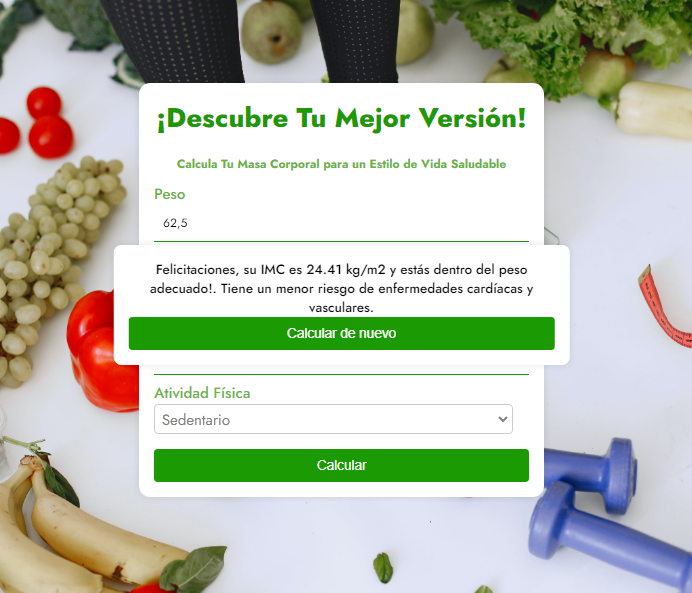 ¡Descubre Tu Mejor Versión!
Calcula Tu Masa Corporal para un Estilo de Vida Saludable
Peso
62,5
Felicitaciones, su IMC es 24.41 kg/m2 y estás dentro del peso
adecuado!. Tiene un menor riesgo de enfermedades cardíacas y
vasculares.
Calcular de nuevo
Atividad Física
Sedentario
Calcular